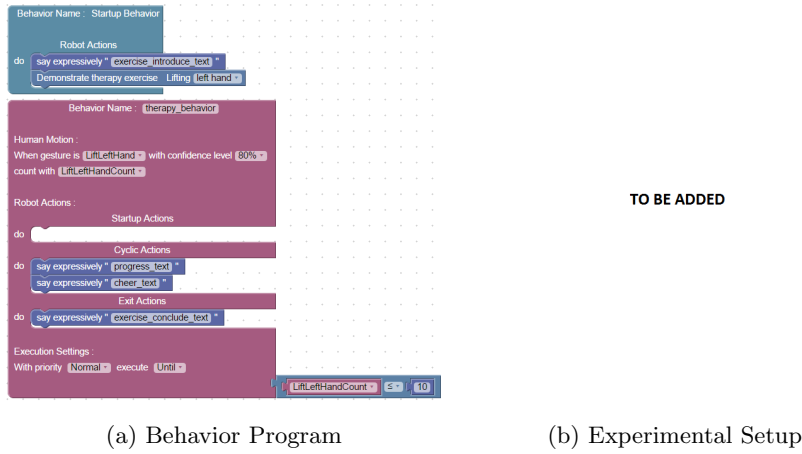 Behavior Name : Startup Behavior
Robot Actions
do say expressively " exercise_introduce_text "
Demonstrate therapy exercise Lifting left hand
Behavior Name : therapy_behavior
Human Motion :
When gesture is LiftLeftHand with confidence level 80%
count with LiftLeftHandCount
Robot Actions :
Startup Actions
do
Cyclic Actions
do say expressively " progress_text "
say expressively " cheer_text "
Exit Actions
do say expressively " exercise_conclude_text "
Execution Settings :
With priority Normal execute Until
LiftLeftHandCount ≤ 10
TO BE ADDED
(a) Behavior Program
(b) Experimental Setup